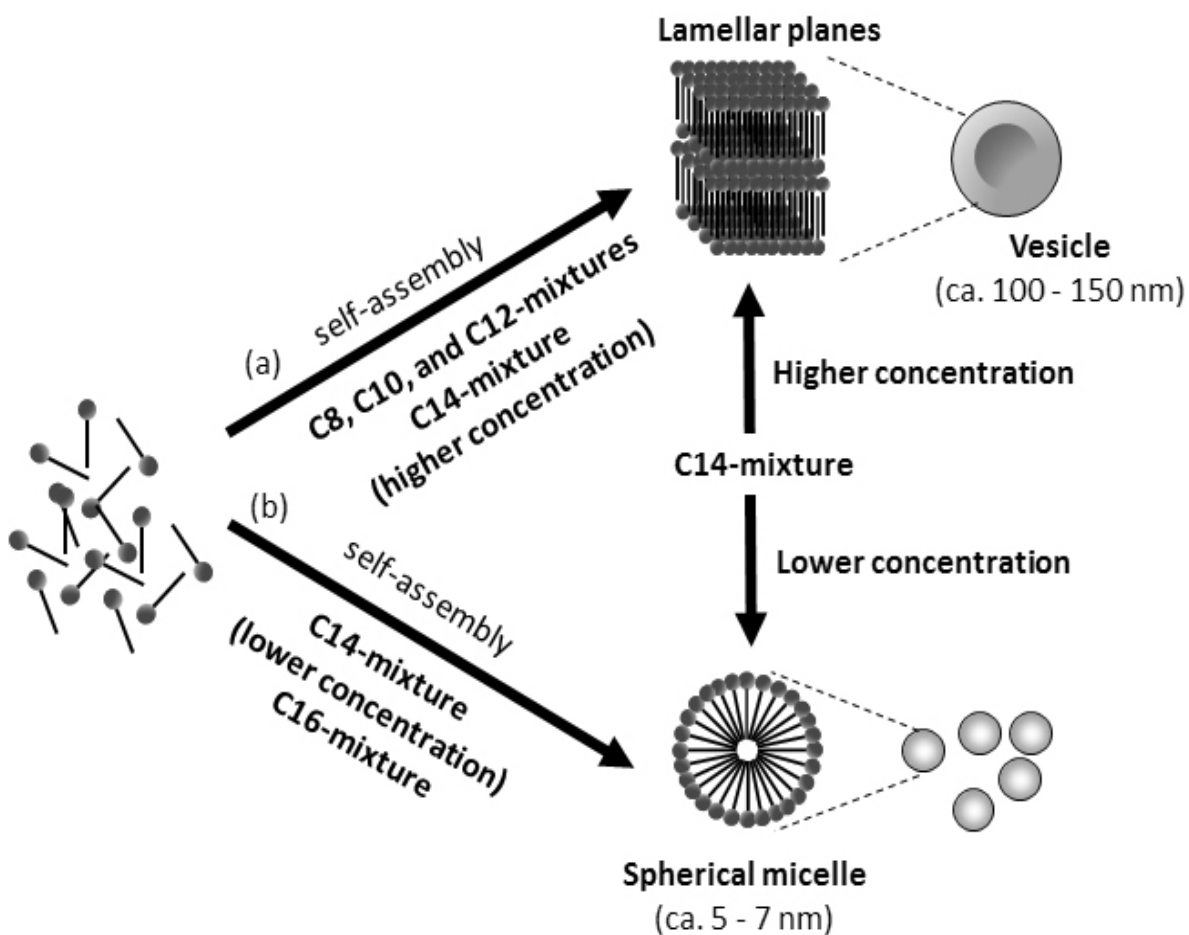 Lamellar planes
Vesicle
(ca. 100 - 150 nm)
(a)
self-assembly
C8, C10, and C12-mixtures
C14-mixture
(higher concentration)
Higher concentration
C14-mixture
Lower concentration
(b)
self-assembly
C14-mixture
(lower concentration)
C16-mixture
Spherical micelle
(ca. 5 - 7 nm)